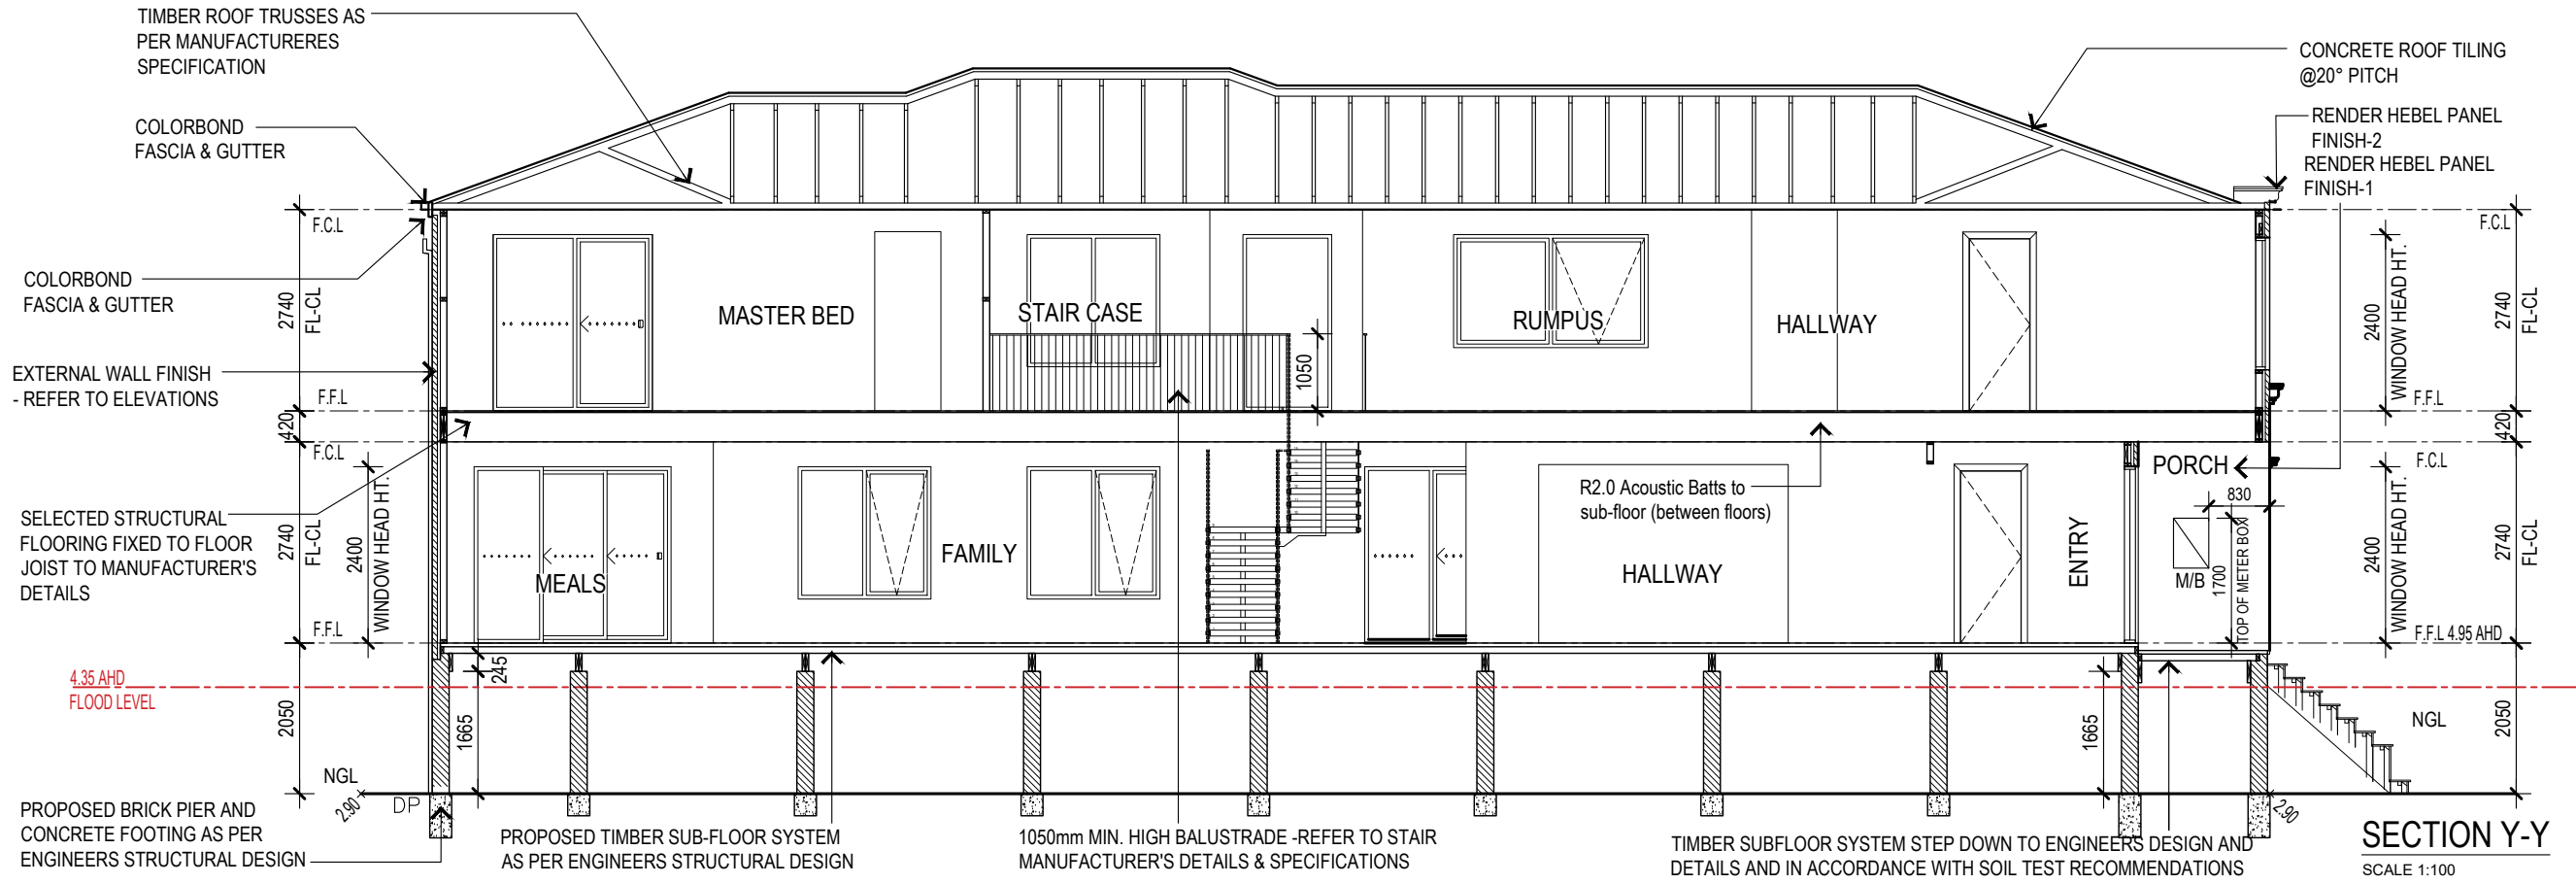 TIMBER ROOF TRUSSES AS
PER MANUFACTURERES
SPECIFICATION
COLORBOND
FASCIA & GUTTER
COLORBOND
FASCIA & GUTTER
EXTERNAL WALL FINISH
- REFER TO ELEVATIONS
SELECTED STRUCTURAL
FLOORING FIXED TO FLOOR
JOIST TO MANUFACTURER'S
DETAILS
4.35 AHD
FLOOD LEVEL
PROPOSED BRICK PIER AND
CONCRETE FOOTING AS PER
ENGINEERS STRUCTURAL DESIGN
2740
FL-CL
420
2740
FL-CL
2050
F.C.L
F.F.L
F.C.L
2400
WINDOW HEAD HT.
F.F.L
NGL
2.90
DP
MASTER BED
STAIR CASE
1050
RUMPUS
HALLWAY
MEALS
FAMILY
R2.0 Acoustic Batts to
sub-floor (between floors)
HALLWAY
ENTRY
PORCH
830
M/B
1700
TOP OF METER BOX
245
1665
1665
PROPOSED TIMBER SUB-FLOOR SYSTEM
AS PER ENGINEERS STRUCTURAL DESIGN
1050mm MIN. HIGH BALUSTRADE -REFER TO STAIR
MANUFACTURER'S DETAILS & SPECIFICATIONS
TIMBER SUBFLOOR SYSTEM STEP DOWN TO ENGINEERS DESIGN AND
DETAILS AND IN ACCORDANCE WITH SOIL TEST RECOMMENDATIONS
CONCRETE ROOF TILING
@20° PITCH
RENDER HEBEL PANEL
FINISH-2
RENDER HEBEL PANEL
FINISH-1
F.C.L
2400
WINDOW HEAD HT.
2740
FL-CL
F.F.L
420
F.C.L
2400
WINDOW HEAD HT.
2740
FL-CL
F.F.L 4.95 AHD
NGL
2050
2.90
SECTION Y-Y
SCALE 1:100